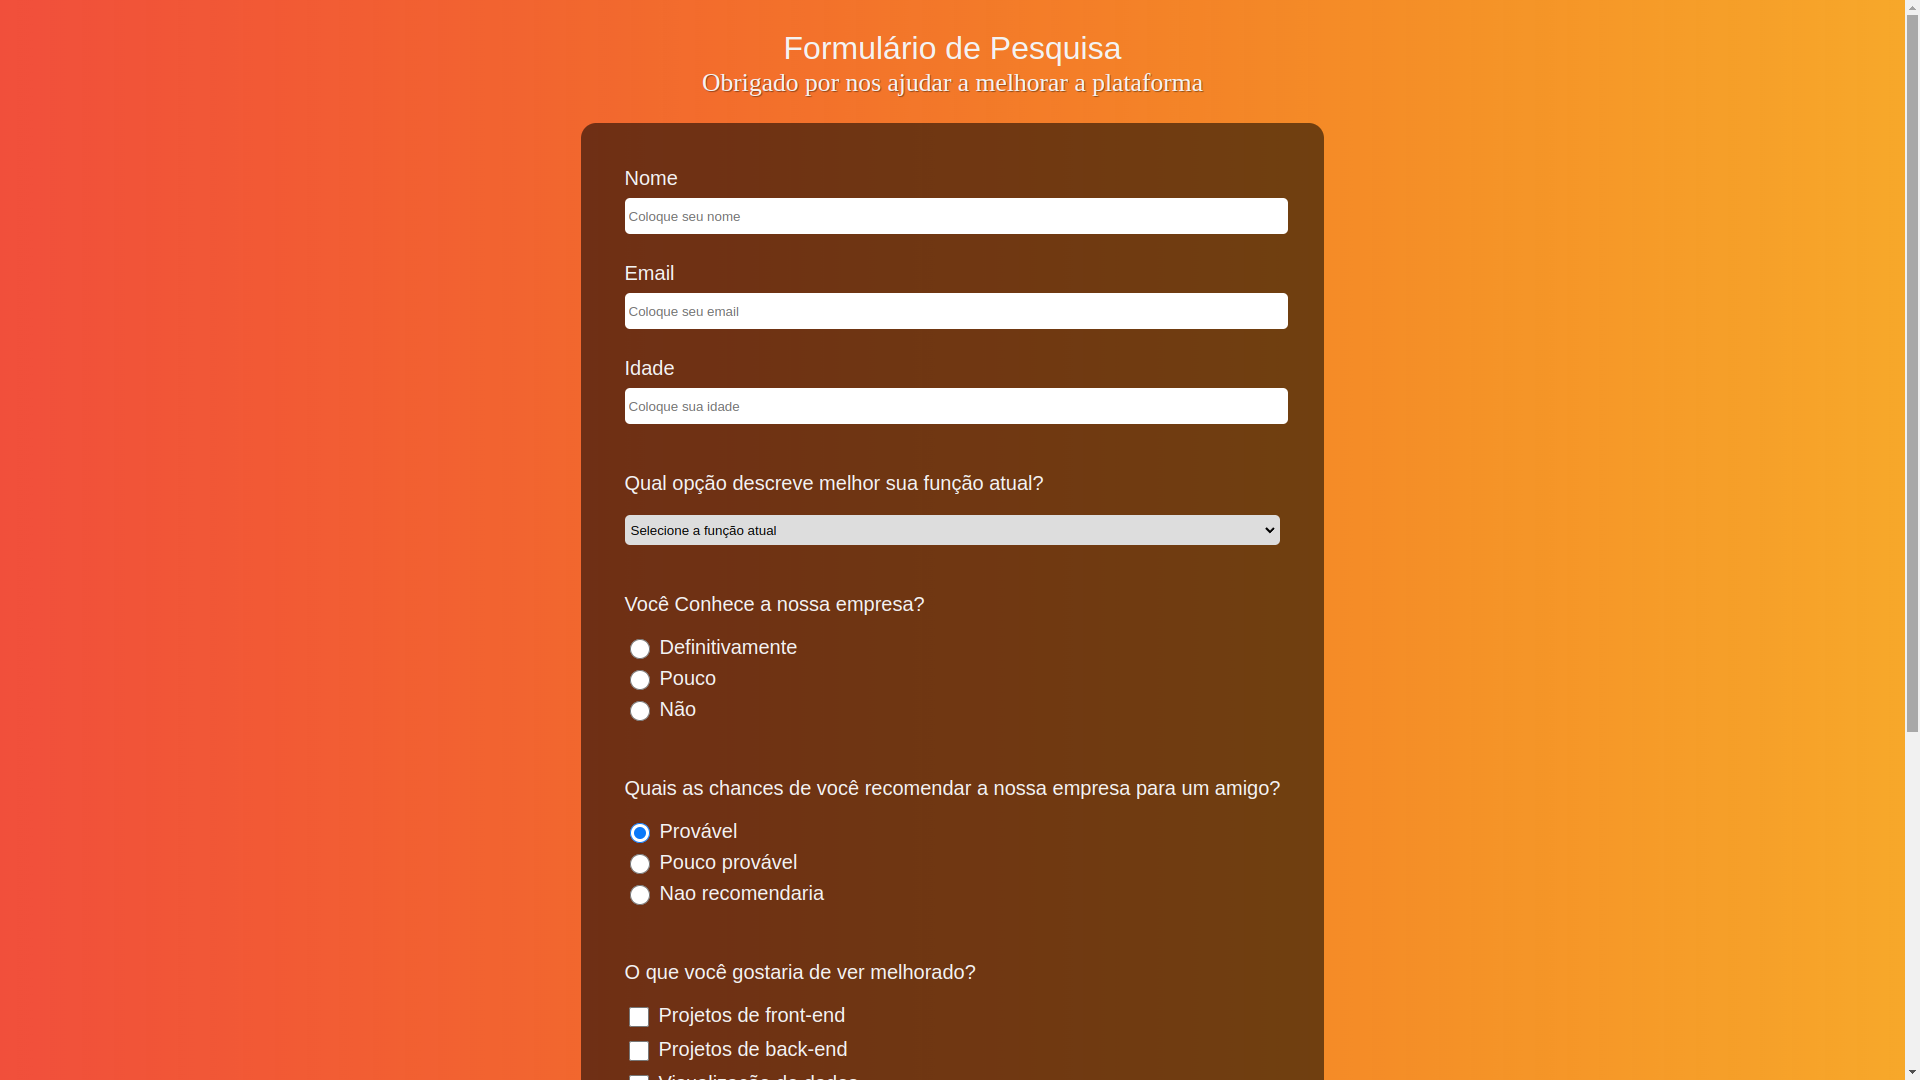 Formulário de Pesquisa
Obrigado por nos ajudar a melhorar a plataforma
Nome
Coloque seu nome
Email
Coloque seu email
Idade
Coloque sua idade
Qual opção descreve melhor sua função atual?
Selecione a função atual
Você Conhece a nossa empresa?
Definitivamente
Pouco
Não
Quais as chances de você recomendar a nossa empresa para um amigo?
Provável
Pouco provável
Nao recomendaria
O que você gostaria de ver melhorado?
Projetos de front-end
Projetos de back-end
Visualização de dados